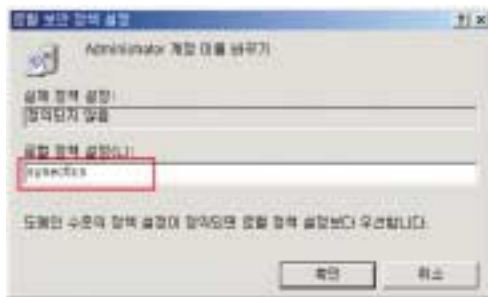 로컬 보안 정책 설정
Administrator 계정 이름 바꾸기
실제 정책 설정:
정의되지 않음
로컬 정책 설정(L):
도메인 수준의 정책 설정이 정의되면 로컬 정책 설정보다 우선합니다.
확인
취소